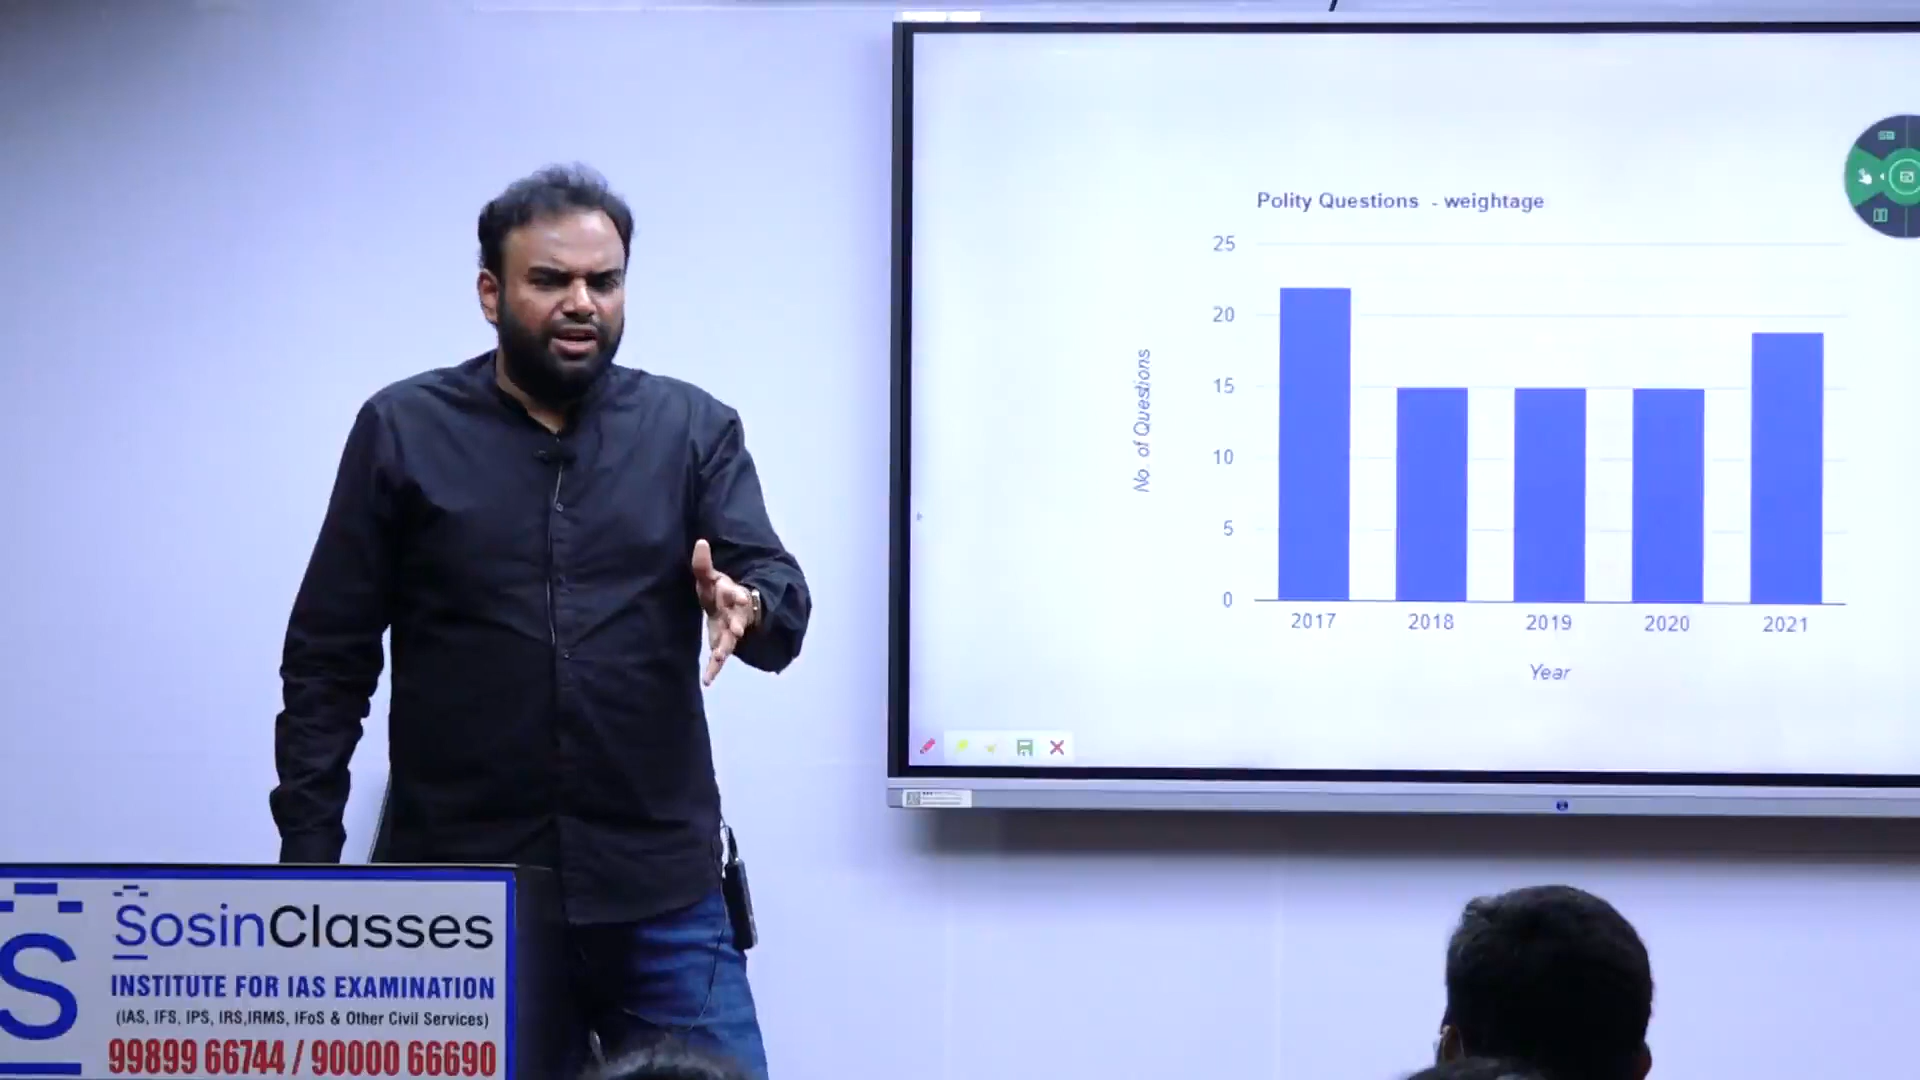 Polity Questions - weightage
25
20
15
10
5
0
No. of Questions
2017 2018 2019 2020 2021
Year
S
SosinClasses
INSTITUTE FOR IAS EXAMINATION
(IAS, IFS, IPS, IRS,IRMS, IFoS & Other Civil Services)
99899 66744 / 90000 66690